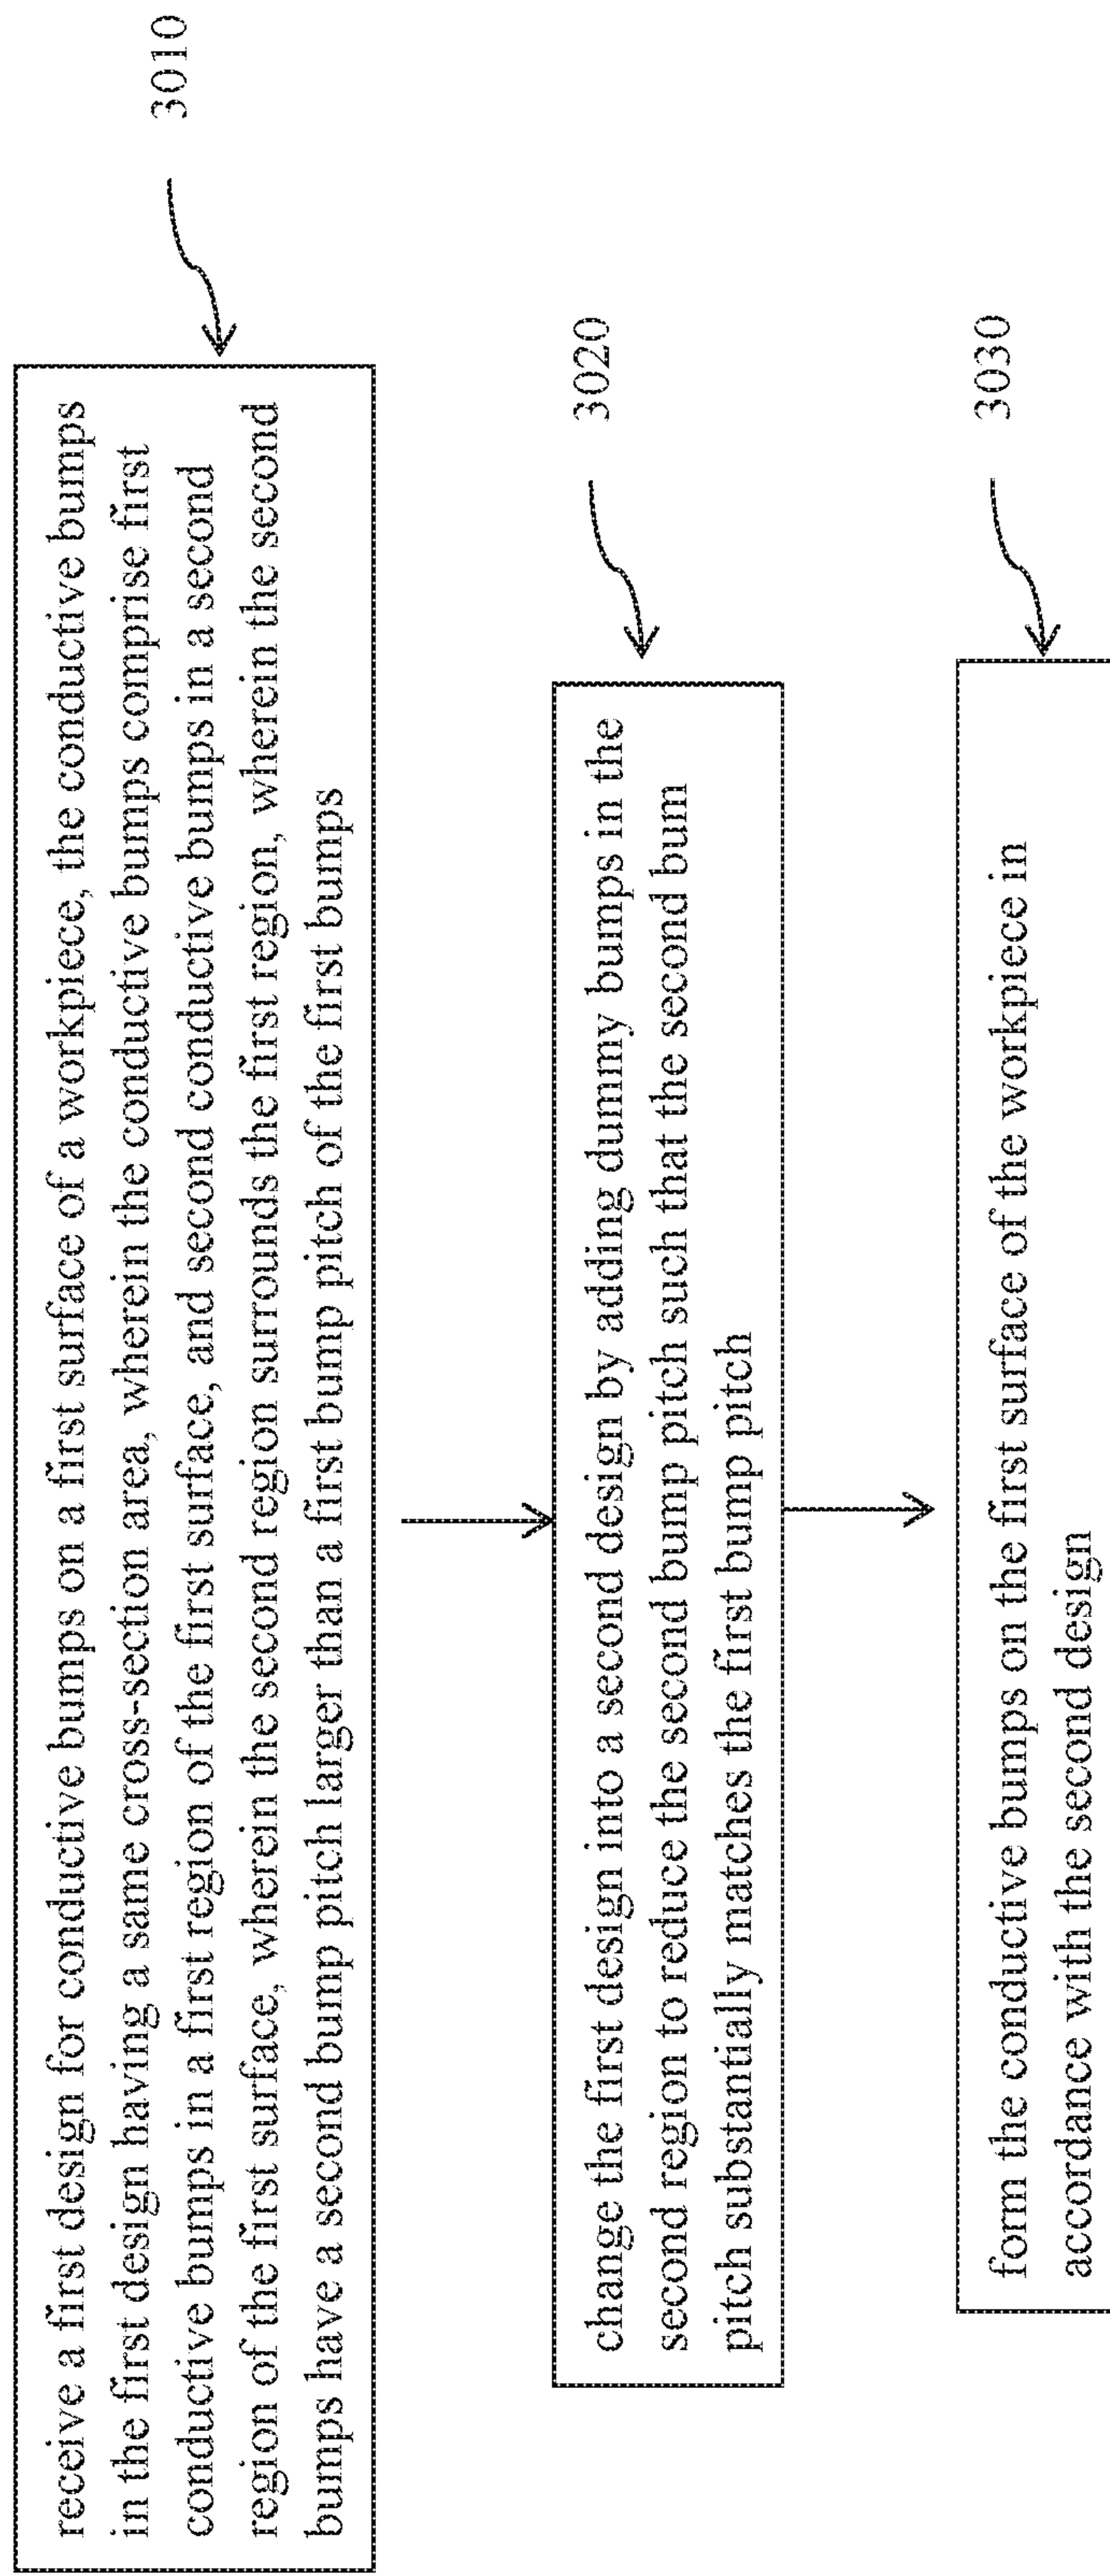 receive a first design for conductive bumps on a first surface of a workpiece, the conductive bumps
in the first design having a same cross-section area, wherein the conductive bumps comprise first
conductive bumps in a first region of the first surface, and second conductive bumps in a second
region of the first surface, wherein the second region surrounds the first region, wherein the second
bumps have a second bump pitch larger than a first bump pitch of the first bumps
3010
change the first design into a second design by adding dummy bumps in the
second region to reduce the second bump pitch such that the second bum
pitch substantially matches the first bump pitch
3020
form the conductive bumps on the first surface of the workpiece in
accordance with the second design
3030